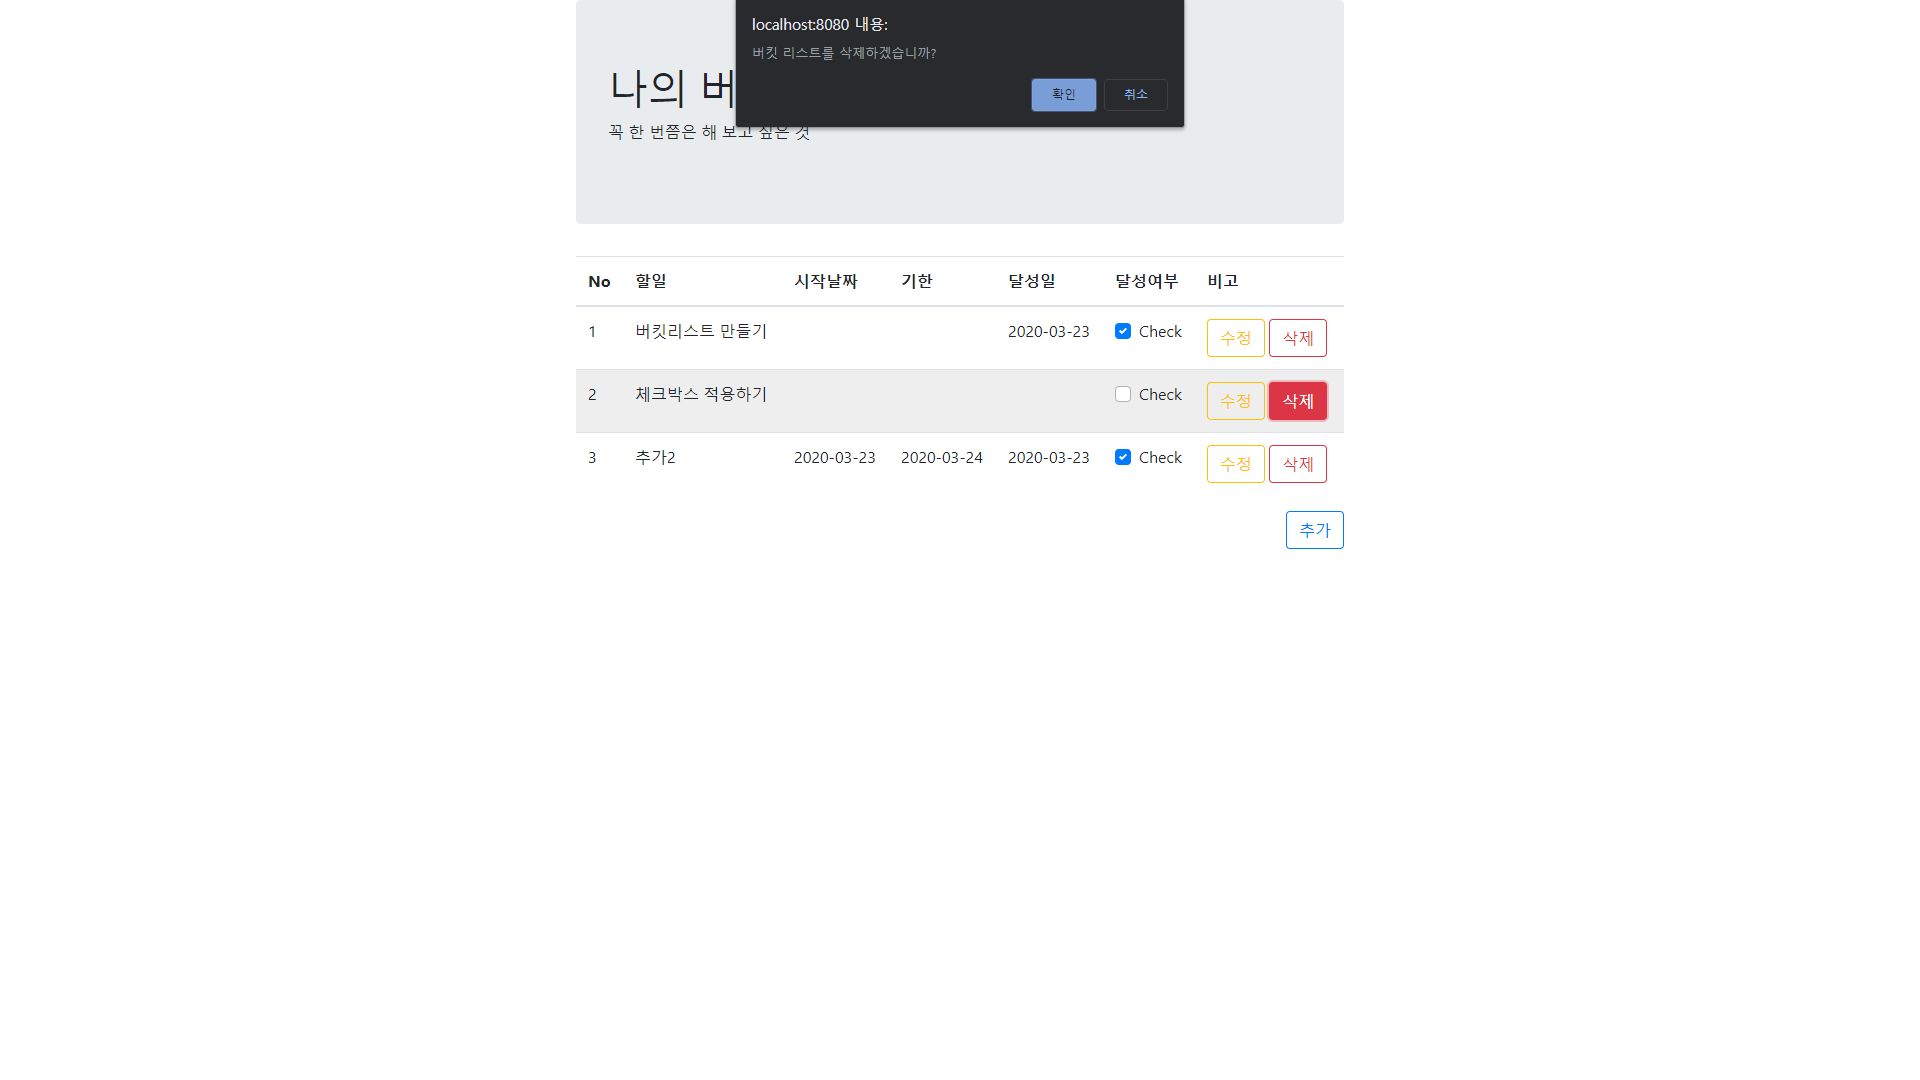 localhost:8080 내용:
버킷 리스트를 삭제하겠습니까?
확인 취소
나의 버
꼭 한 번쯤은 해 보고 싶은 것
No 할일 시작날짜 기한 달성일 달성여부 비고
1 버킷리스트 만들기 2020-03-23 Check 수정 삭제
2 체크박스 적용하기 Check 수정 삭제
3 추가2 2020-03-23 2020-03-24 2020-03-23 Check 수정 삭제
추가